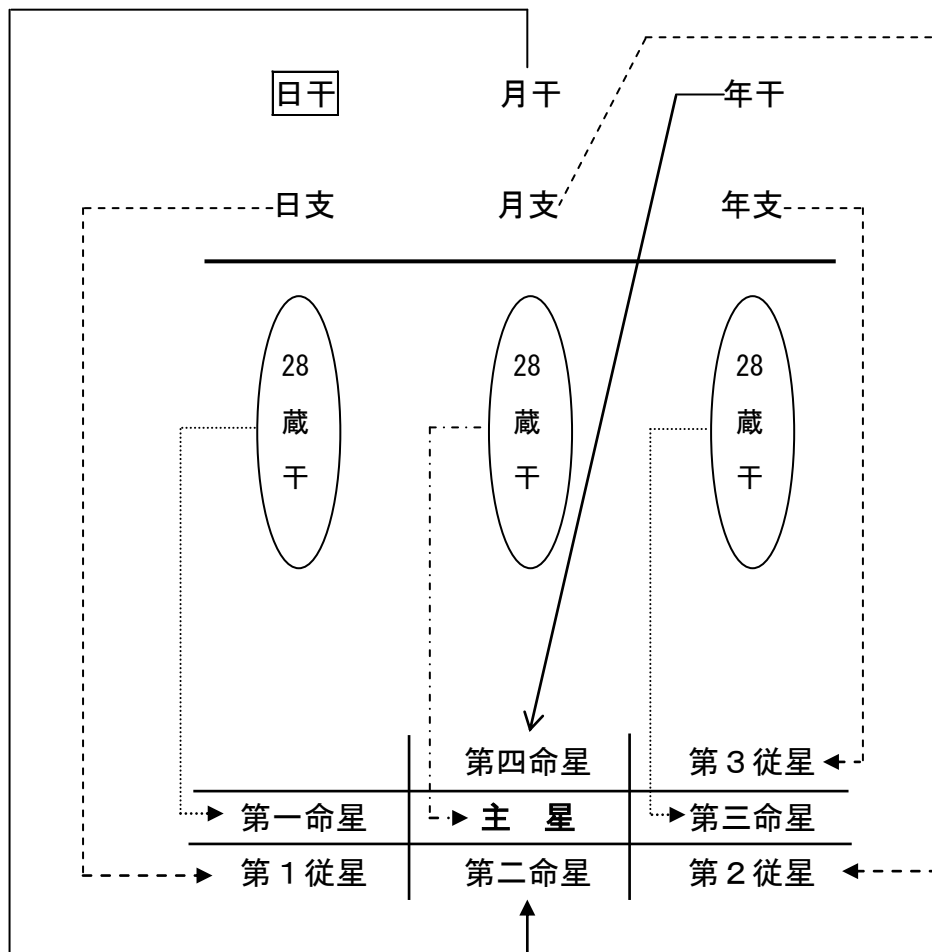 日干 月干 年干
日支 月支 年支
28 28 28
蔵 蔵 蔵
干 干 干
第四命星 第３従星
第一命星 主 星 第三命星
第１従星 第二命星 第２従星